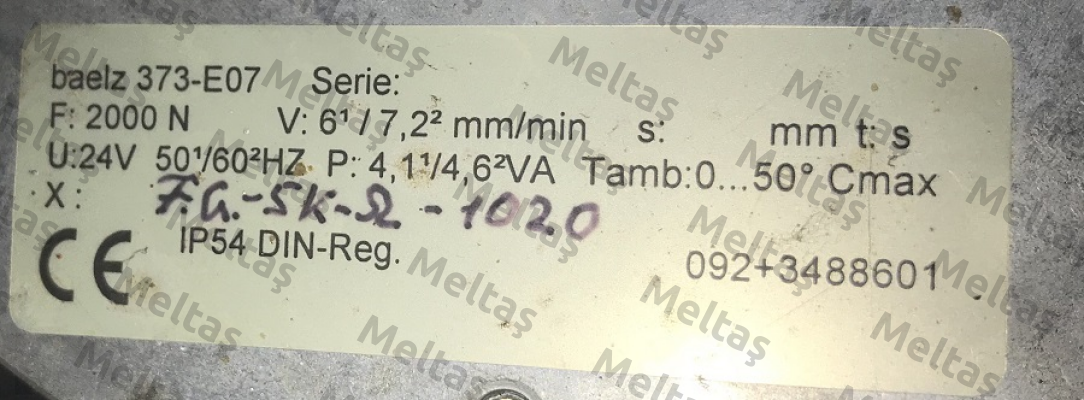 baelz 373-E07 Serie:
F: 2000 N V: 6¹ / 7,2² mm/min s: mm t: s
U:24V 50¹/60²HZ P: 4,1¹/4,6²VA Tamb:0...50° Cmax
X: F.G.-SK-Ω-1020
CE IP54 DIN-Reg. 092+3488601
Meltaş